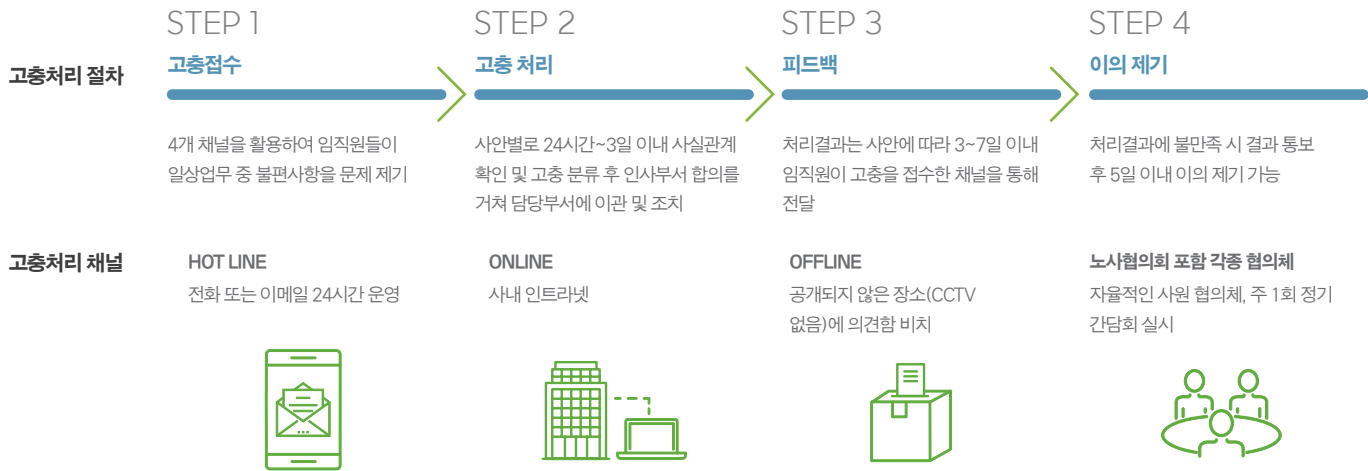 고충처리 절차
STEP 1
고충접수
4개 채널을 활용하여 임직원들이
일상업무 중 불편사항을 문제 제기
STEP 2
고충 처리
사안별로 24시간~3일 이내 사실관계
확인 및 고충 분류 후 인사부서 합의를
거쳐 담당부서에 이관 및 조치
STEP 3
피드백
처리결과는 사안에 따라 3~7일 이내
임직원이 고충을 접수한 채널을 통해
전달
STEP 4
이의 제기
처리결과에 불만족 시 결과 통보
후 5일 이내 이의 제기 가능
고충처리 채널
HOT LINE
전화 또는 이메일 24시간 운영
ONLINE
사내 인트라넷
OFFLINE
공개되지 않은 장소(CCTV
없음)에 의견함 비치
노사협의회 포함 각종 협의체
자율적인 사원 협의체, 주 1회 정기
간담회 실시